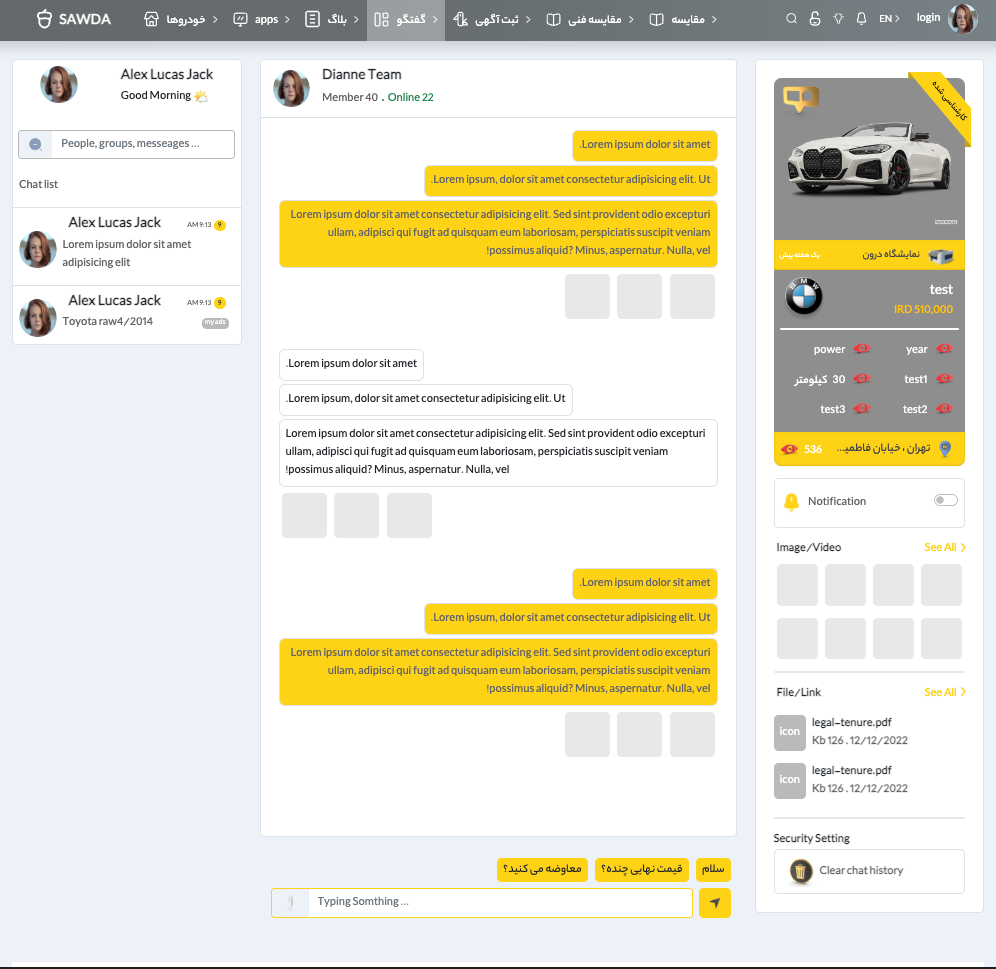 SAWDA
خودروها
apps
بلاگ
گفتگو
ثبت آگهی
مقایسه فنی
مقایسه
EN
login
Alex Lucas Jack
Good Morning
People, groups, messeages ...
Chat list
Alex Lucas Jack
AM 9:13
9
Lorem ipsum dolor sit amet
adipisicing elit
Alex Lucas Jack
AM 9:13
9
Toyota raw4/2014
my ads
Dianne Team
Member 40 . Online 22
.Lorem ipsum dolor sit amet
.Lorem ipsum, dolor sit amet consectetur adipisicing elit. Ut
Lorem ipsum dolor sit amet consectetur adipisicing elit. Sed sint provident odio excepturi
ullam, adipisci qui fugit ad quisquam eum laboriosam, perspiciatis suscipit veniam
!possimus aliquid? Minus, aspernatur. Nulla, vel
.Lorem ipsum dolor sit amet
.Lorem ipsum, dolor sit amet consectetur adipisicing elit. Ut
Lorem ipsum dolor sit amet consectetur adipisicing elit. Sed sint provident odio excepturi
ullam, adipisci qui fugit ad quisquam eum laboriosam, perspiciatis suscipit veniam
!possimus aliquid? Minus, aspernatur. Nulla, vel
.Lorem ipsum dolor sit amet
.Lorem ipsum, dolor sit amet consectetur adipisicing elit. Ut
Lorem ipsum dolor sit amet consectetur adipisicing elit. Sed sint provident odio excepturi
ullam, adipisci qui fugit ad quisquam eum laboriosam, perspiciatis suscipit veniam
!possimus aliquid? Minus, aspernatur. Nulla, vel
سلام
قیمت نهایی چنده؟
معاوضه می کنید؟
Typing Somthing ...
کارشناسی شده
نمایشگاه درون
یک هفته پیش
BMW
test
IRD 510,000
year
power
test1
30 کیلومتر
test2
test3
تهران ، خیابان فاطمی...
536
Notification
Image/Video
See All
File/Link
See All
icon
legal-tenure.pdf
Kb 126 . 12/12/2022
icon
legal-tenure.pdf
Kb 126 . 12/12/2022
Security Setting
Clear chat history